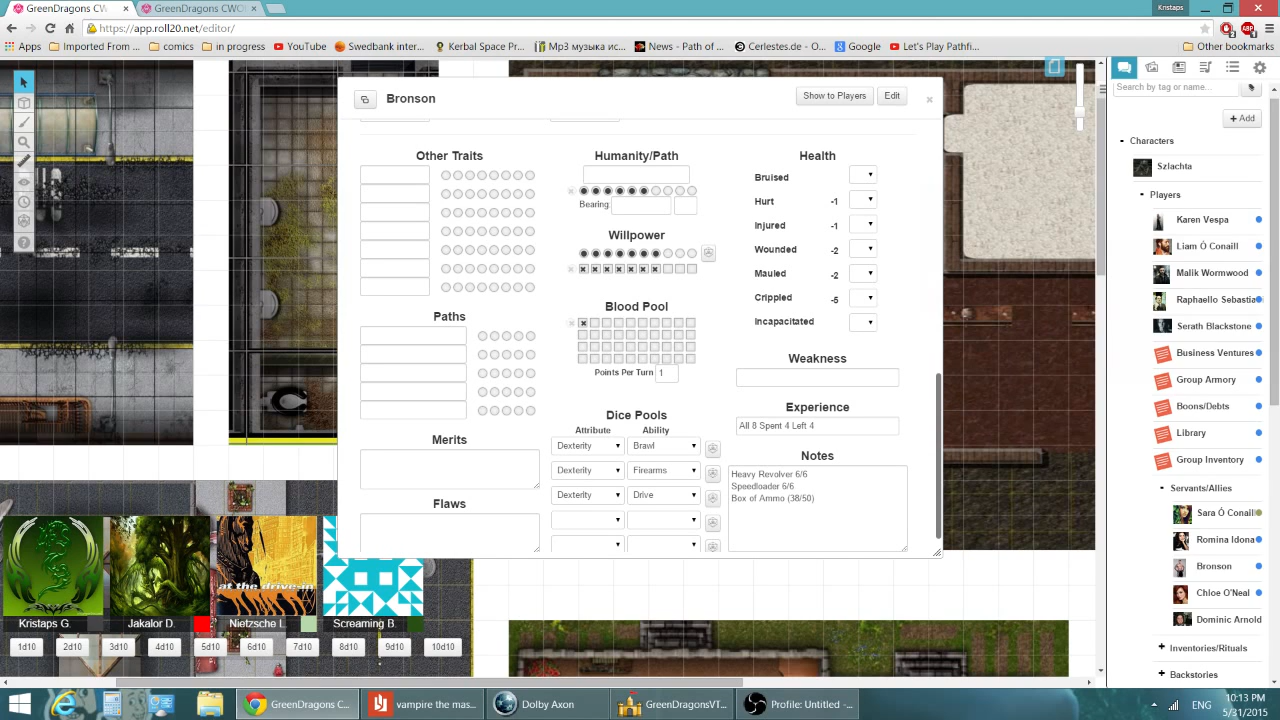 GreenDragons CW
GreenDragons CWOD
Kristaps
https://app.roll20.net/editor/
Apps
Imported From ...
comics
in progress
YouTube
Swedbank inter...
Kerbal Space Pr...
Mp3 музыка ис...
News - Path of ...
Cerlestes.de - ...
Google
Let's Play Pathfi...
Other bookmarks
Bronson
Show to Players
Edit
Other Traits
Humanity/Path
Bearing:
Willpower
Blood Pool
Points Per Turn
1
Health
Bruised
Hurt -1
Injured -1
Wounded -2
Mauled -2
Crippled -5
Incapacitated
Paths
Weakness
Experience
All 8 Spent 4 Left 4
Merits
Flaws
Dice Pools
Attribute Ability
Dexterity Brawl
Dexterity Firearms
Dexterity Drive
Notes
Heavy Revolver 6/6
Speedloader 6/6
Box of Ammo (38/50)
Search by tag or name...
+ Add
Characters
Szlachta
Players
Karen Vespa
Liam Ó Conaill
Malik Wormwood
Raphaello Sebastia
Serath Blackstone
Business Ventures
Group Armory
Boons/Debts
Library
Group Inventory
Servants/Allies
Sara Ó Conaill
Romina Idona
Bronson
Chloe O'Neal
Dominic Arnold
Inventories/Rituals
Backstories
at the drive-in
Kristaps G.
Jakalor D.
Nietzsche I.
Screaming B.
1d10
2d10
3d10
4d10
5d10
6d10
7d10
8d10
9d10
10d10
GreenDragons C...
vampire the mas...
Dolby Axon
GreenDragonsVT...
Profile: Untitled -...
ENG
10:13 PM
5/31/2015